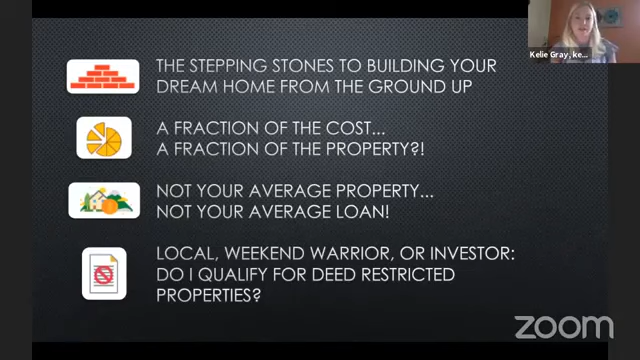 Kelie Gray, ke...
THE STEPPING STONES TO BUILDING YOUR
DREAM HOME FROM THE GROUND UP
A FRACTION OF THE COST...
A FRACTION OF THE PROPERTY?!
NOT YOUR AVERAGE PROPERTY...
NOT YOUR AVERAGE LOAN!
LOCAL, WEEKEND WARRIOR, OR INVESTOR:
DO I QUALIFY FOR DEED RESTRICTED
PROPERTIES?
zoom